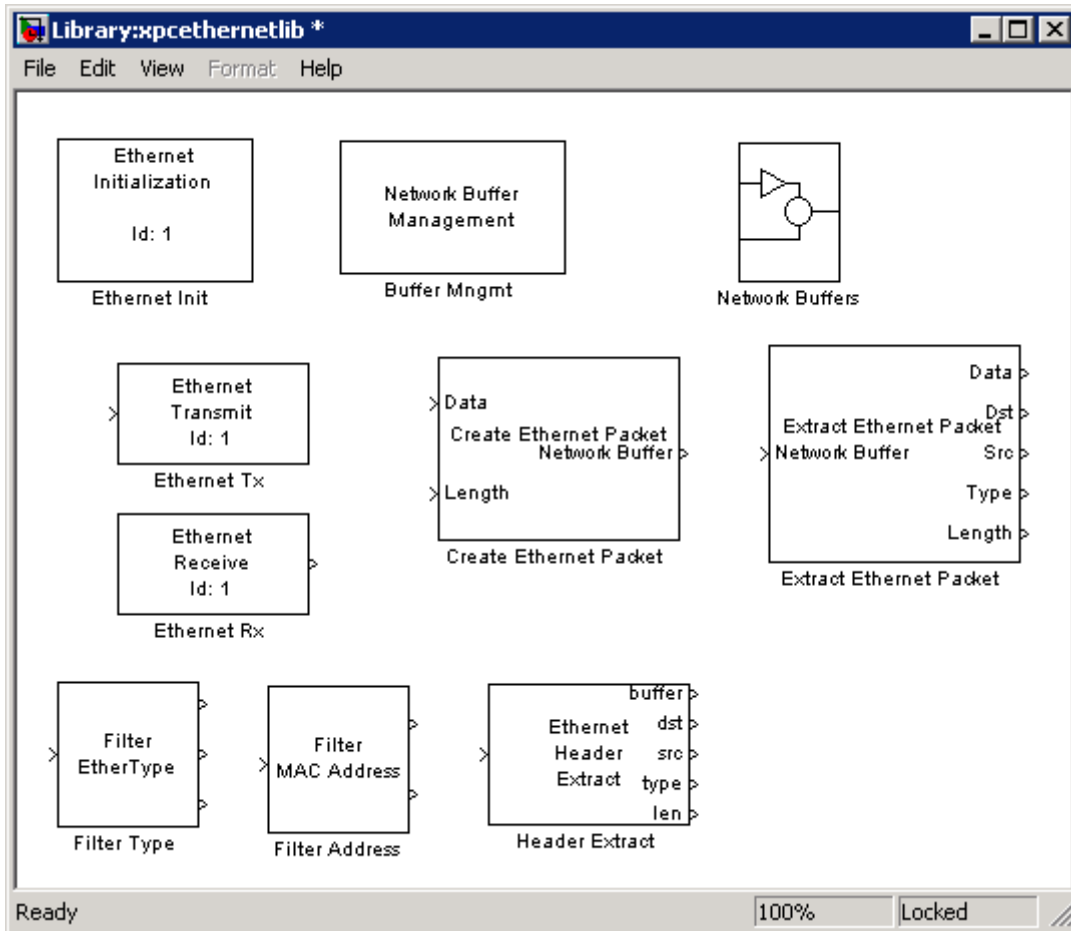 Library:xpcethernetlib *
File Edit View Format Help
Ethernet
Initialization
Id: 1
Ethernet Init
Network Buffer
Management
Buffer Mngmt
Network Buffers
Ethernet
Transmit
Id: 1
Ethernet Tx
Data
Create Ethernet Packet
Network Buffer
Length
Create Ethernet Packet
Data
Dst
Extract Ethernet Packet
Network Buffer
Src
Type
Length
Extract Ethernet Packet
Ethernet
Receive
Id: 1
Ethernet Rx
Filter
EtherType
Filter Type
Filter
MAC Address
Filter Address
buffer
Ethernet
dst
Header
src
Extract
type
len
Header Extract
Ready
100%
Locked